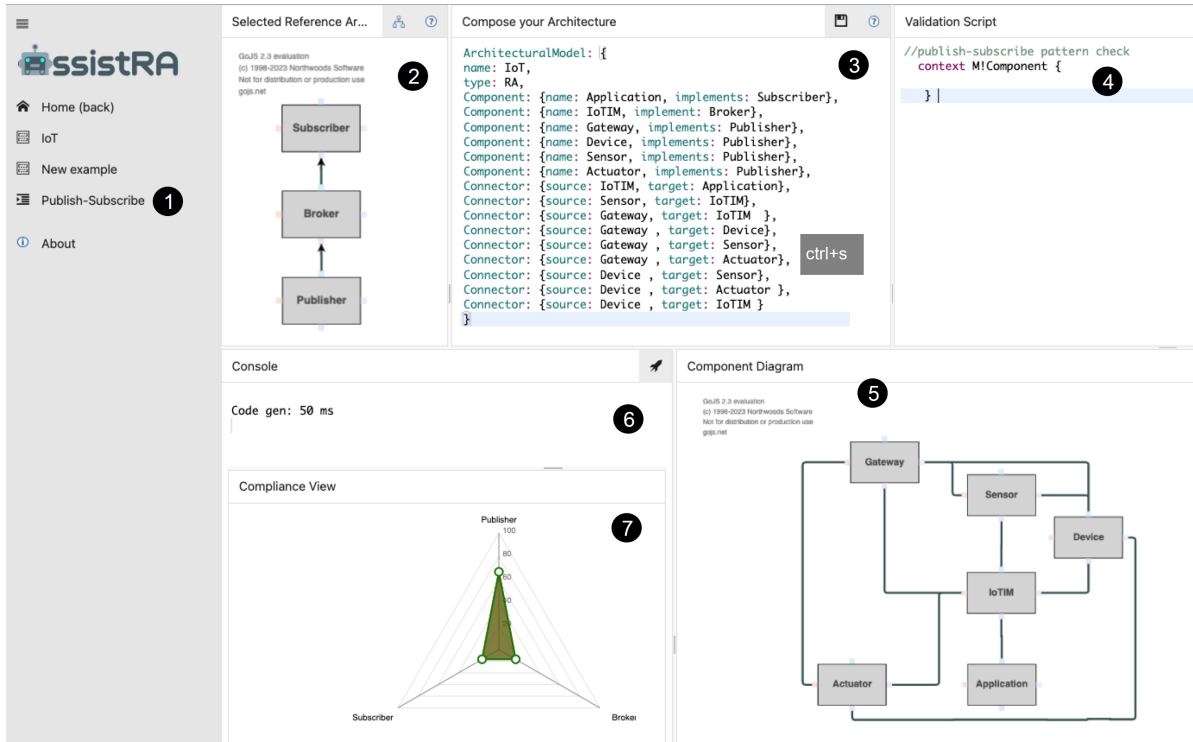 assistRA
Home (back)
IoT
New example
Publish-Subscribe
1
About
Selected Reference Ar...
GoJS 2.3 evaluation
(c) 1998-2023 Northwoods Software
Not for distribution or production use
gojs.net
2
Subscriber
Broker
Publisher
Compose your Architecture
3
ArchitecturalModel: {
name: IoT,
type: RA,
Component: {name: Application, implements: Subscriber},
Component: {name: IoTIM, implement: Broker},
Component: {name: Gateway, implements: Publisher},
Component: {name: Device, implements: Publisher},
Component: {name: Sensor, implements: Publisher},
Component: {name: Actuator, implements: Publisher},
Connector: {source: IoTIM, target: Application},
Connector: {source: Sensor, target: IoTIM},
Connector: {source: Gateway, target: IoTIM  },
Connector: {source: Gateway , target: Device},
Connector: {source: Gateway , target: Sensor},
Connector: {source: Gateway , target: Actuator},
Connector: {source: Device , target: Sensor},
Connector: {source: Device , target: Actuator },
Connector: {source: Device , target: IoTIM }
}
ctrl+s
Validation Script
//publish-subscribe pattern check
context M!Component {
4
}
Console
Code gen: 50 ms
6
Compliance View
7
Publisher
100
80
60
40
20
Subscriber
Broker
Component Diagram
5
GoJS 2.3 evaluation
(c) 1998-2023 Northwoods Software
Not for distribution or production use
gojs.net
Gateway
Sensor
Device
IoTIM
Actuator
Application